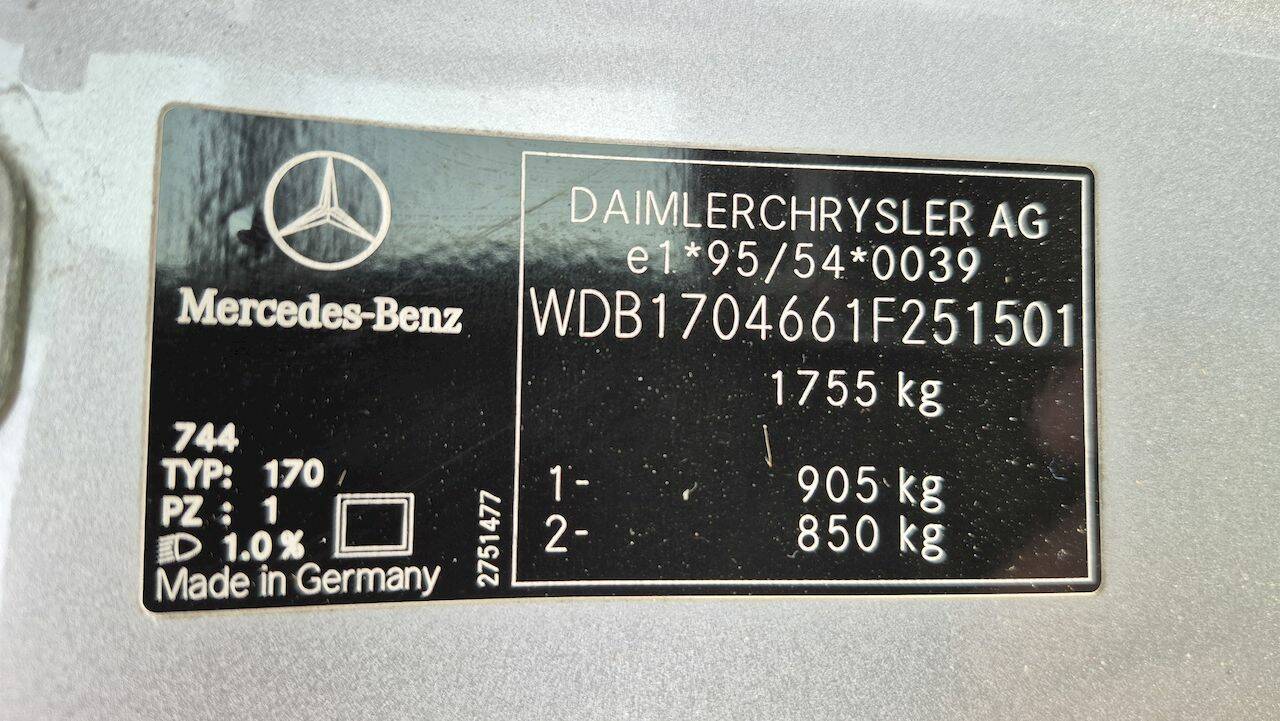 Mercedes-Benz
744
TYP: 170
PZ : 1
1.0 %
Made in Germany
2751477
DAIMLERCHRYSLER AG
e1*95/54*0039
WDB1704661F251501
1755 kg
1- 905 kg
2- 850 kg